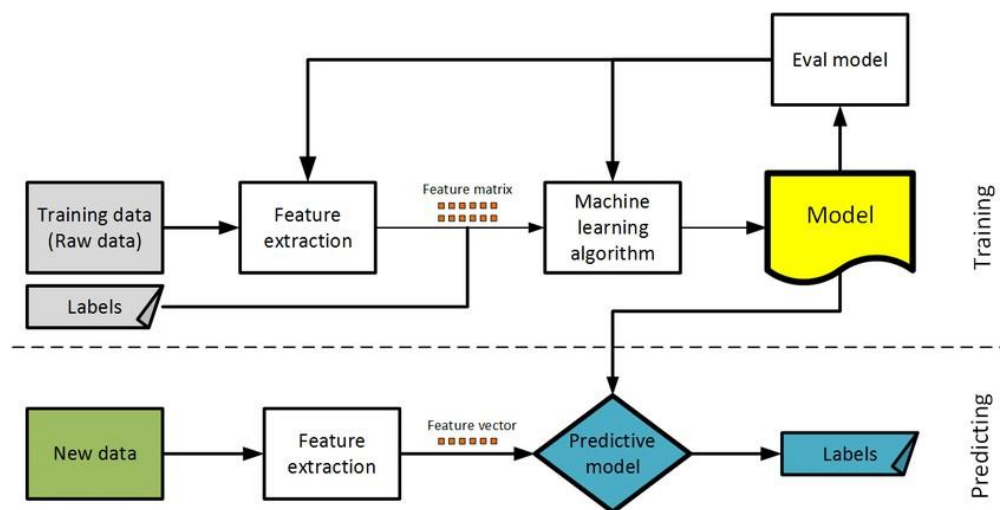 Eval model
Training data
(Raw data)
Feature
extraction
Feature matrix
Machine
learning
algorithm
Model
Training
Labels
New data
Feature
extraction
Feature vector
Predictive
model
Labels
Predicting